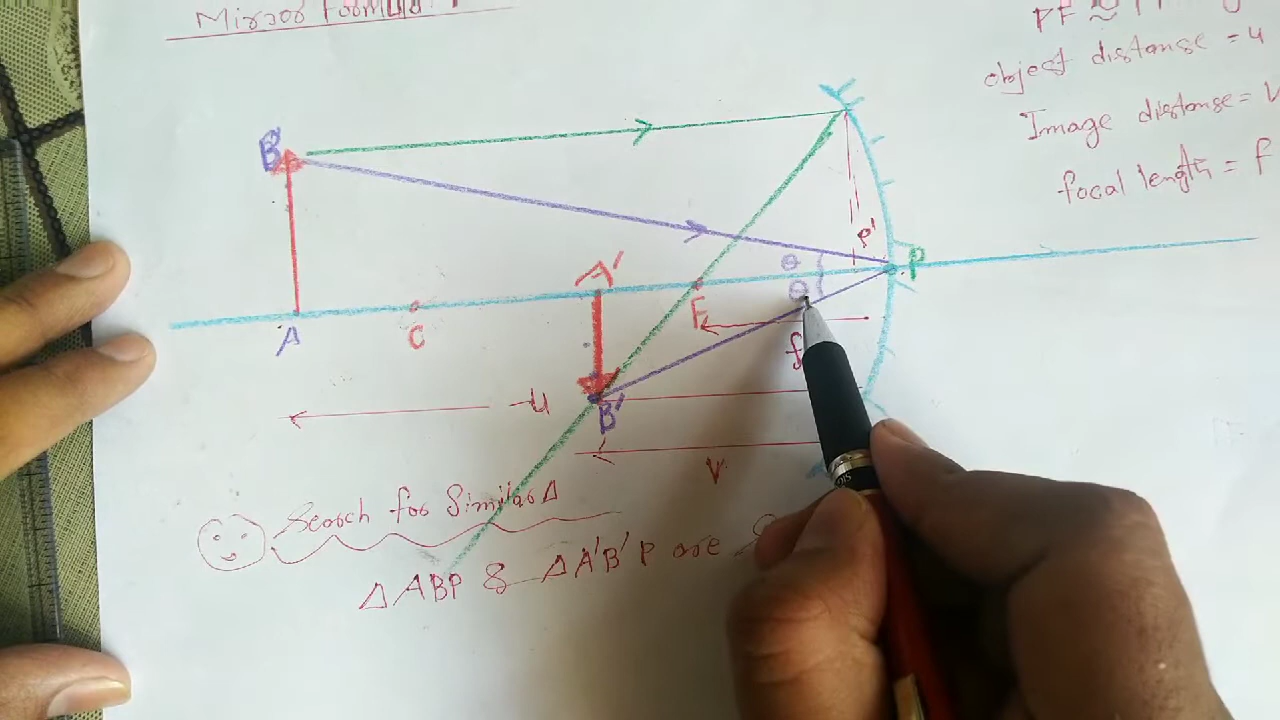 Mirror Formula
object distanse = u
Image distanse = V
focal length = f
B
P'
P
θ
θ
A'
F
C
A
f
-u
B'
V
Search for Similar Δ
ΔABP & ΔA'B'P are